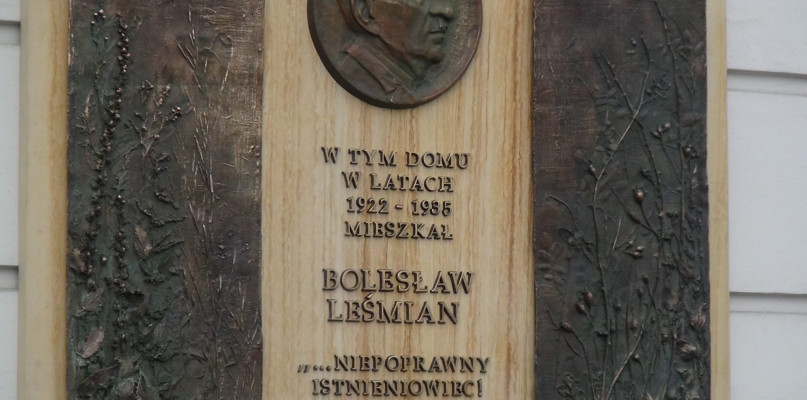 W TYM DOMU
W LATACH
1922 - 1935
MIESZKAŁ
BOLESŁAW
LEŚMIAN
„...NIEPOPRAWNY
ISTNIENIOWIEC!